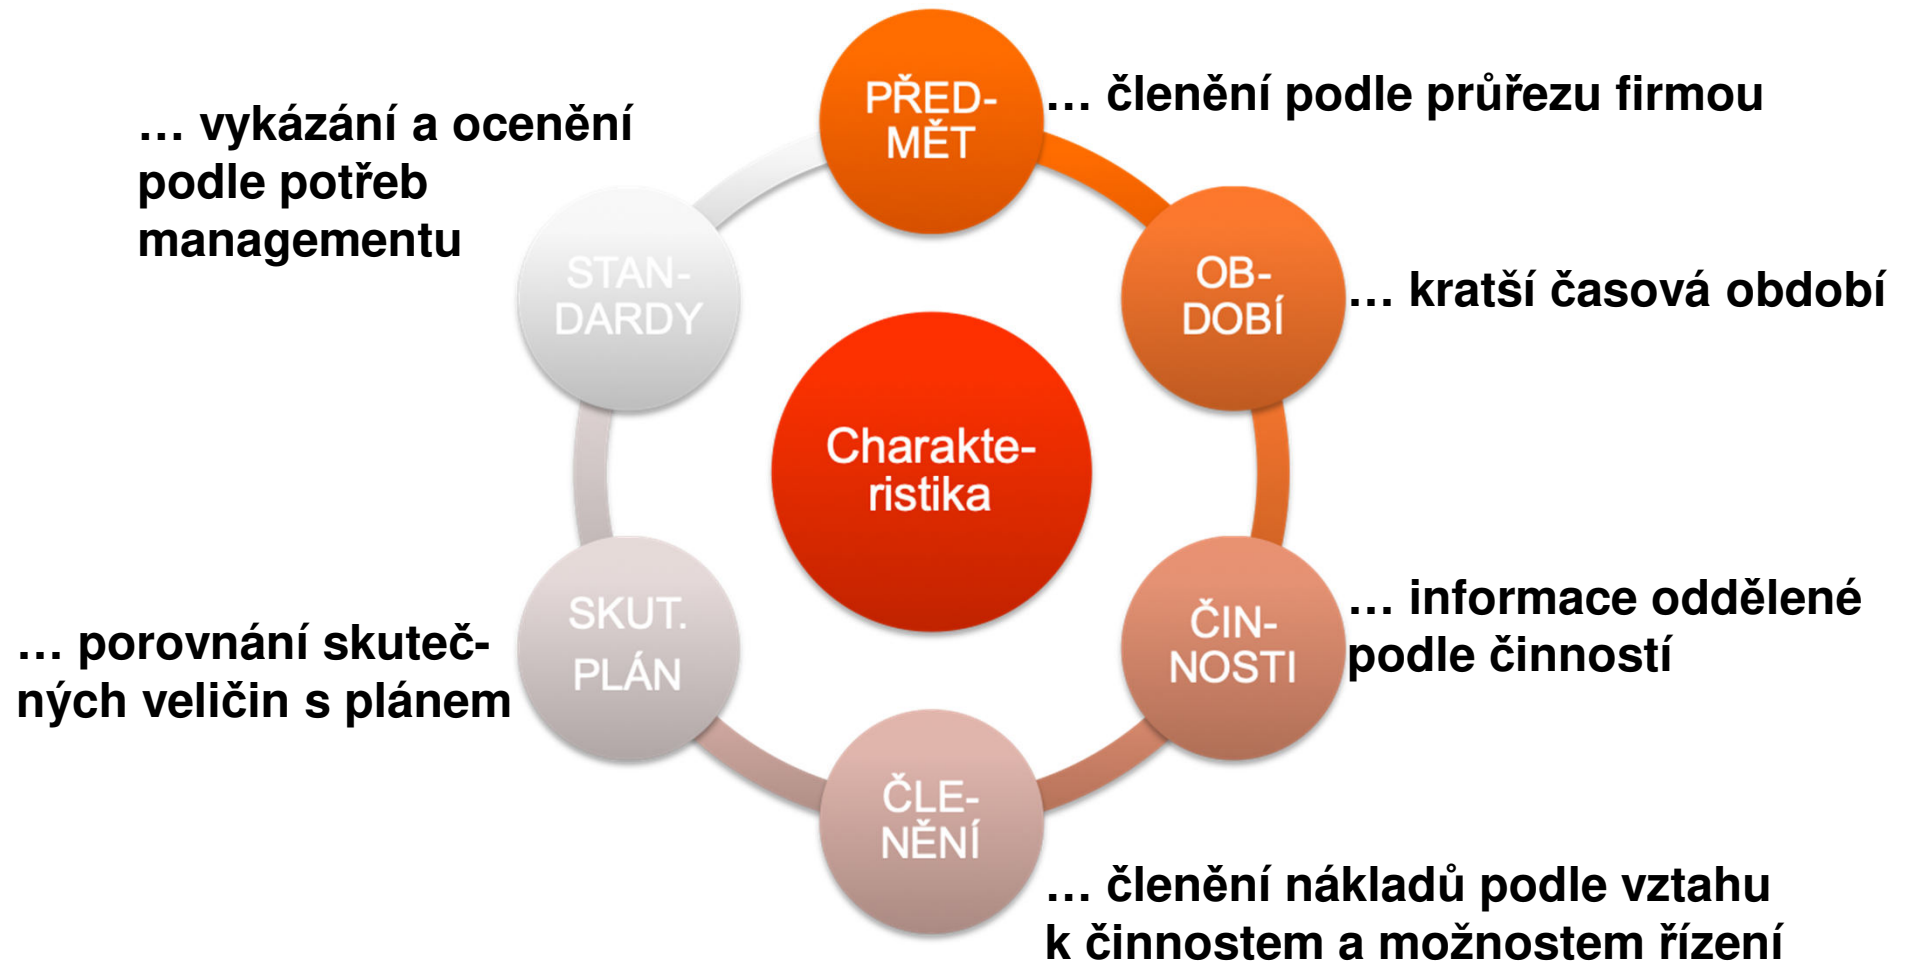 PŘED-
MĚT
… členění podle průřezu firmou
OB-
DOBÍ
… kratší časová období
ČIN-
NOSTI
… informace oddělené
podle činností
ČLE-
NĚNÍ
… členění nákladů podle vztahu
k činnostem a možnostem řízení
SKUT.
PLÁN
… porovnání skuteč-
ných veličin s plánem
STAN-
DARDY
… vykázání a ocenění
podle potřeb
managementu
Charakte-
ristika